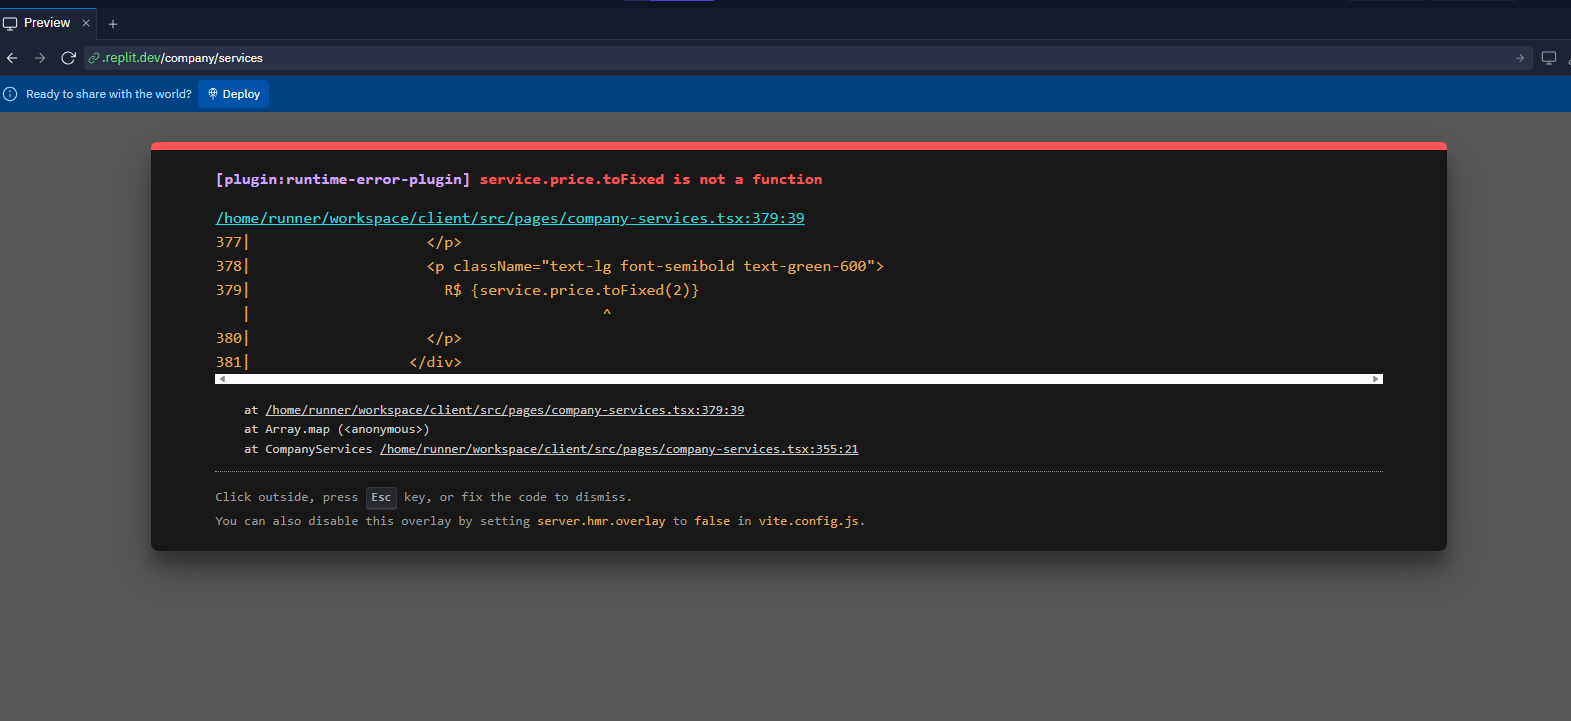 Preview
.replit.dev/company/services
Ready to share with the world? Deploy
[plugin:runtime-error-plugin] service.price.toFixed is not a function
/home/runner/workspace/client/src/pages/company-services.tsx:379:39
377|                    </p>
378|                    <p className="text-lg font-semibold text-green-600">
379|                      R$ {service.price.toFixed(2)}
   |                                        ^
380|                    </p>
381|                  </div>
at /home/runner/workspace/client/src/pages/company-services.tsx:379:39
at Array.map (<anonymous>)
at CompanyServices /home/runner/workspace/client/src/pages/company-services.tsx:355:21
Click outside, press Esc key, or fix the code to dismiss.
You can also disable this overlay by setting server.hmr.overlay to false in vite.config.js.